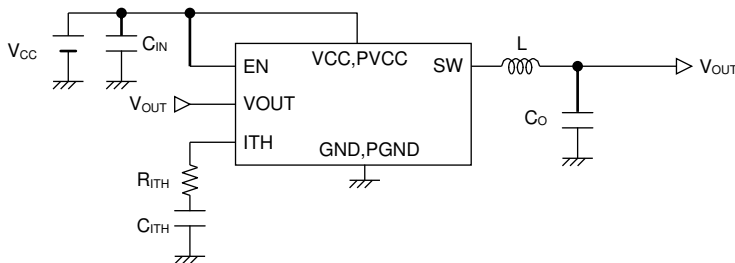 VCC
CIN
EN
VCC,PVCC
SW
L
VOUT
VOUT
VOUT
CO
ITH
GND,PGND
RITH
CITH